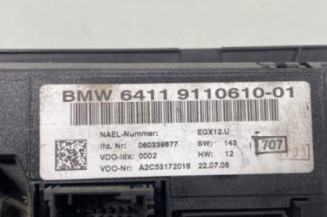 BMW 6411 9110610-01
NAEL-Nummer: EGX12.U
lfd. Nr: 060339877 SW: 143 707
VDO-Idx: 0002 HW: 12
VDO-Nr: A2C53172018 22.07.06